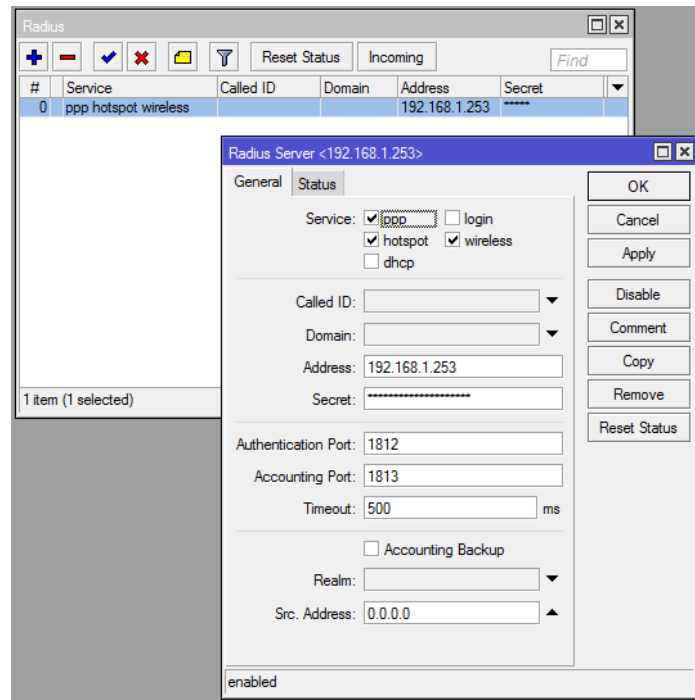 Radius
Reset Status Incoming Find
# Service Called ID Domain Address Secret
0 ppp hotspot wireless 192.168.1.253 *****
1 item (1 selected)
Radius Server <192.168.1.253>
General Status
Service: ppp login
hotspot wireless
dhcp
Called ID:
Domain:
Address: 192.168.1.253
Secret: ********************
Authentication Port: 1812
Accounting Port: 1813
Timeout: 500 ms
Accounting Backup
Realm:
Src. Address: 0.0.0.0
enabled
OK
Cancel
Apply
Disable
Comment
Copy
Remove
Reset Status